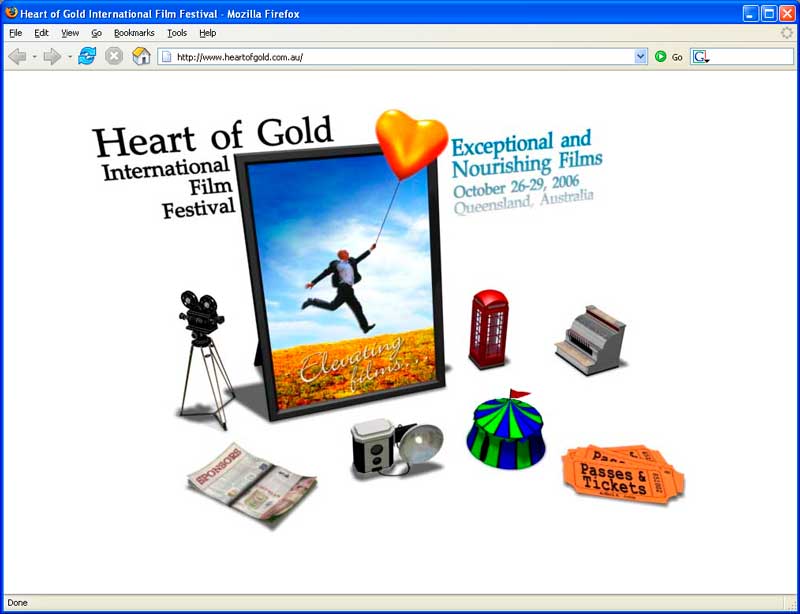 Heart of Gold International Film Festival - Mozilla Firefox
File Edit View Go Bookmarks Tools Help
http://www.heartofgold.com.au/
Go
G
Heart of Gold
International
Film
Festival
Exceptional and
Nourishing Films
October 26-29, 2006
Queensland, Australia
Elevating
films...
SPONSORS
Passes &
Tickets
Done